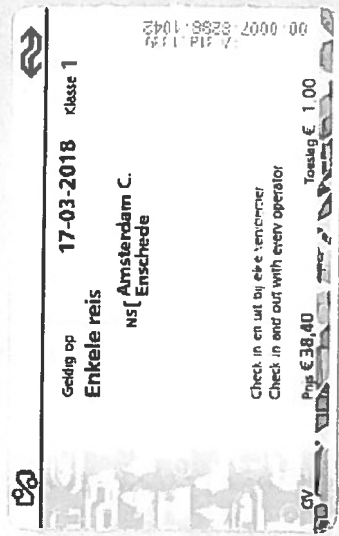 Geldig op 17-03-2018 Klasse 1
Enkele reis
NS[ Amsterdam C.
Enschede
Check in en uit bij elke vervoerder
Check in and out with every operator
Prijs € 38,40 Toeslag € 1,00
GV